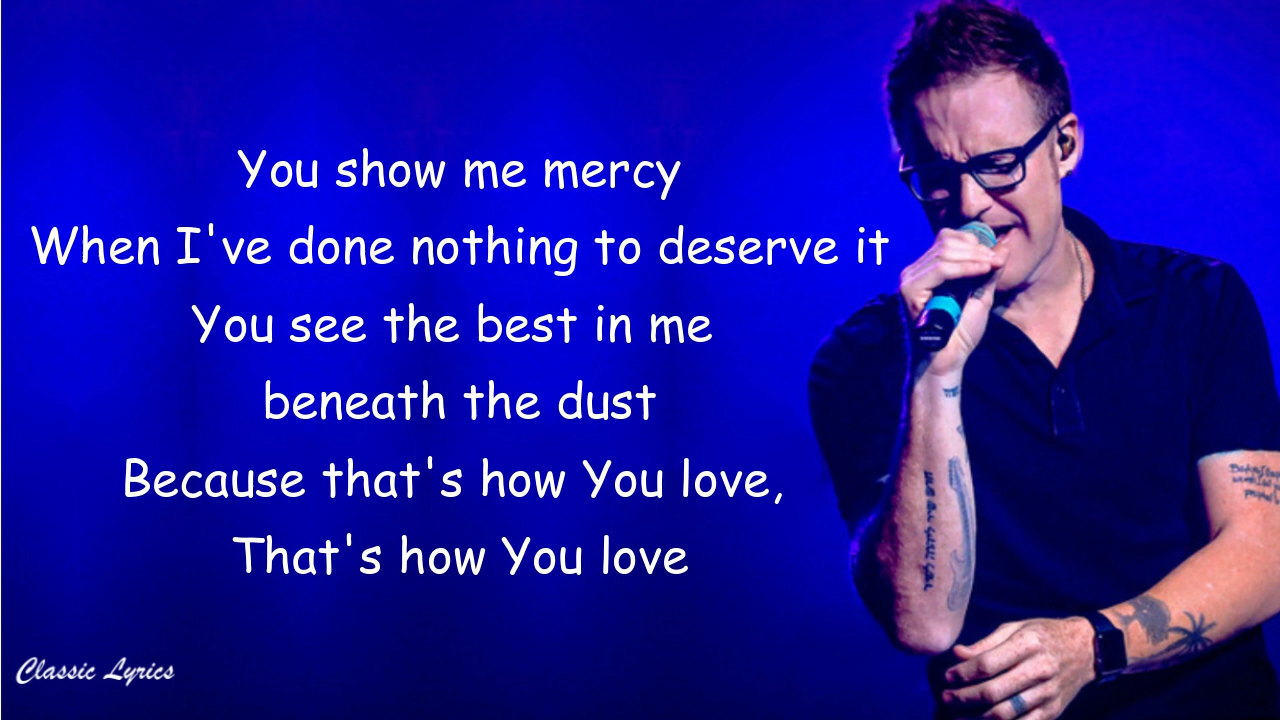 You show me mercy
When I've done nothing to deserve it
You see the best in me
beneath the dust
Because that's how You love,
That's how You love
Classic Lyrics